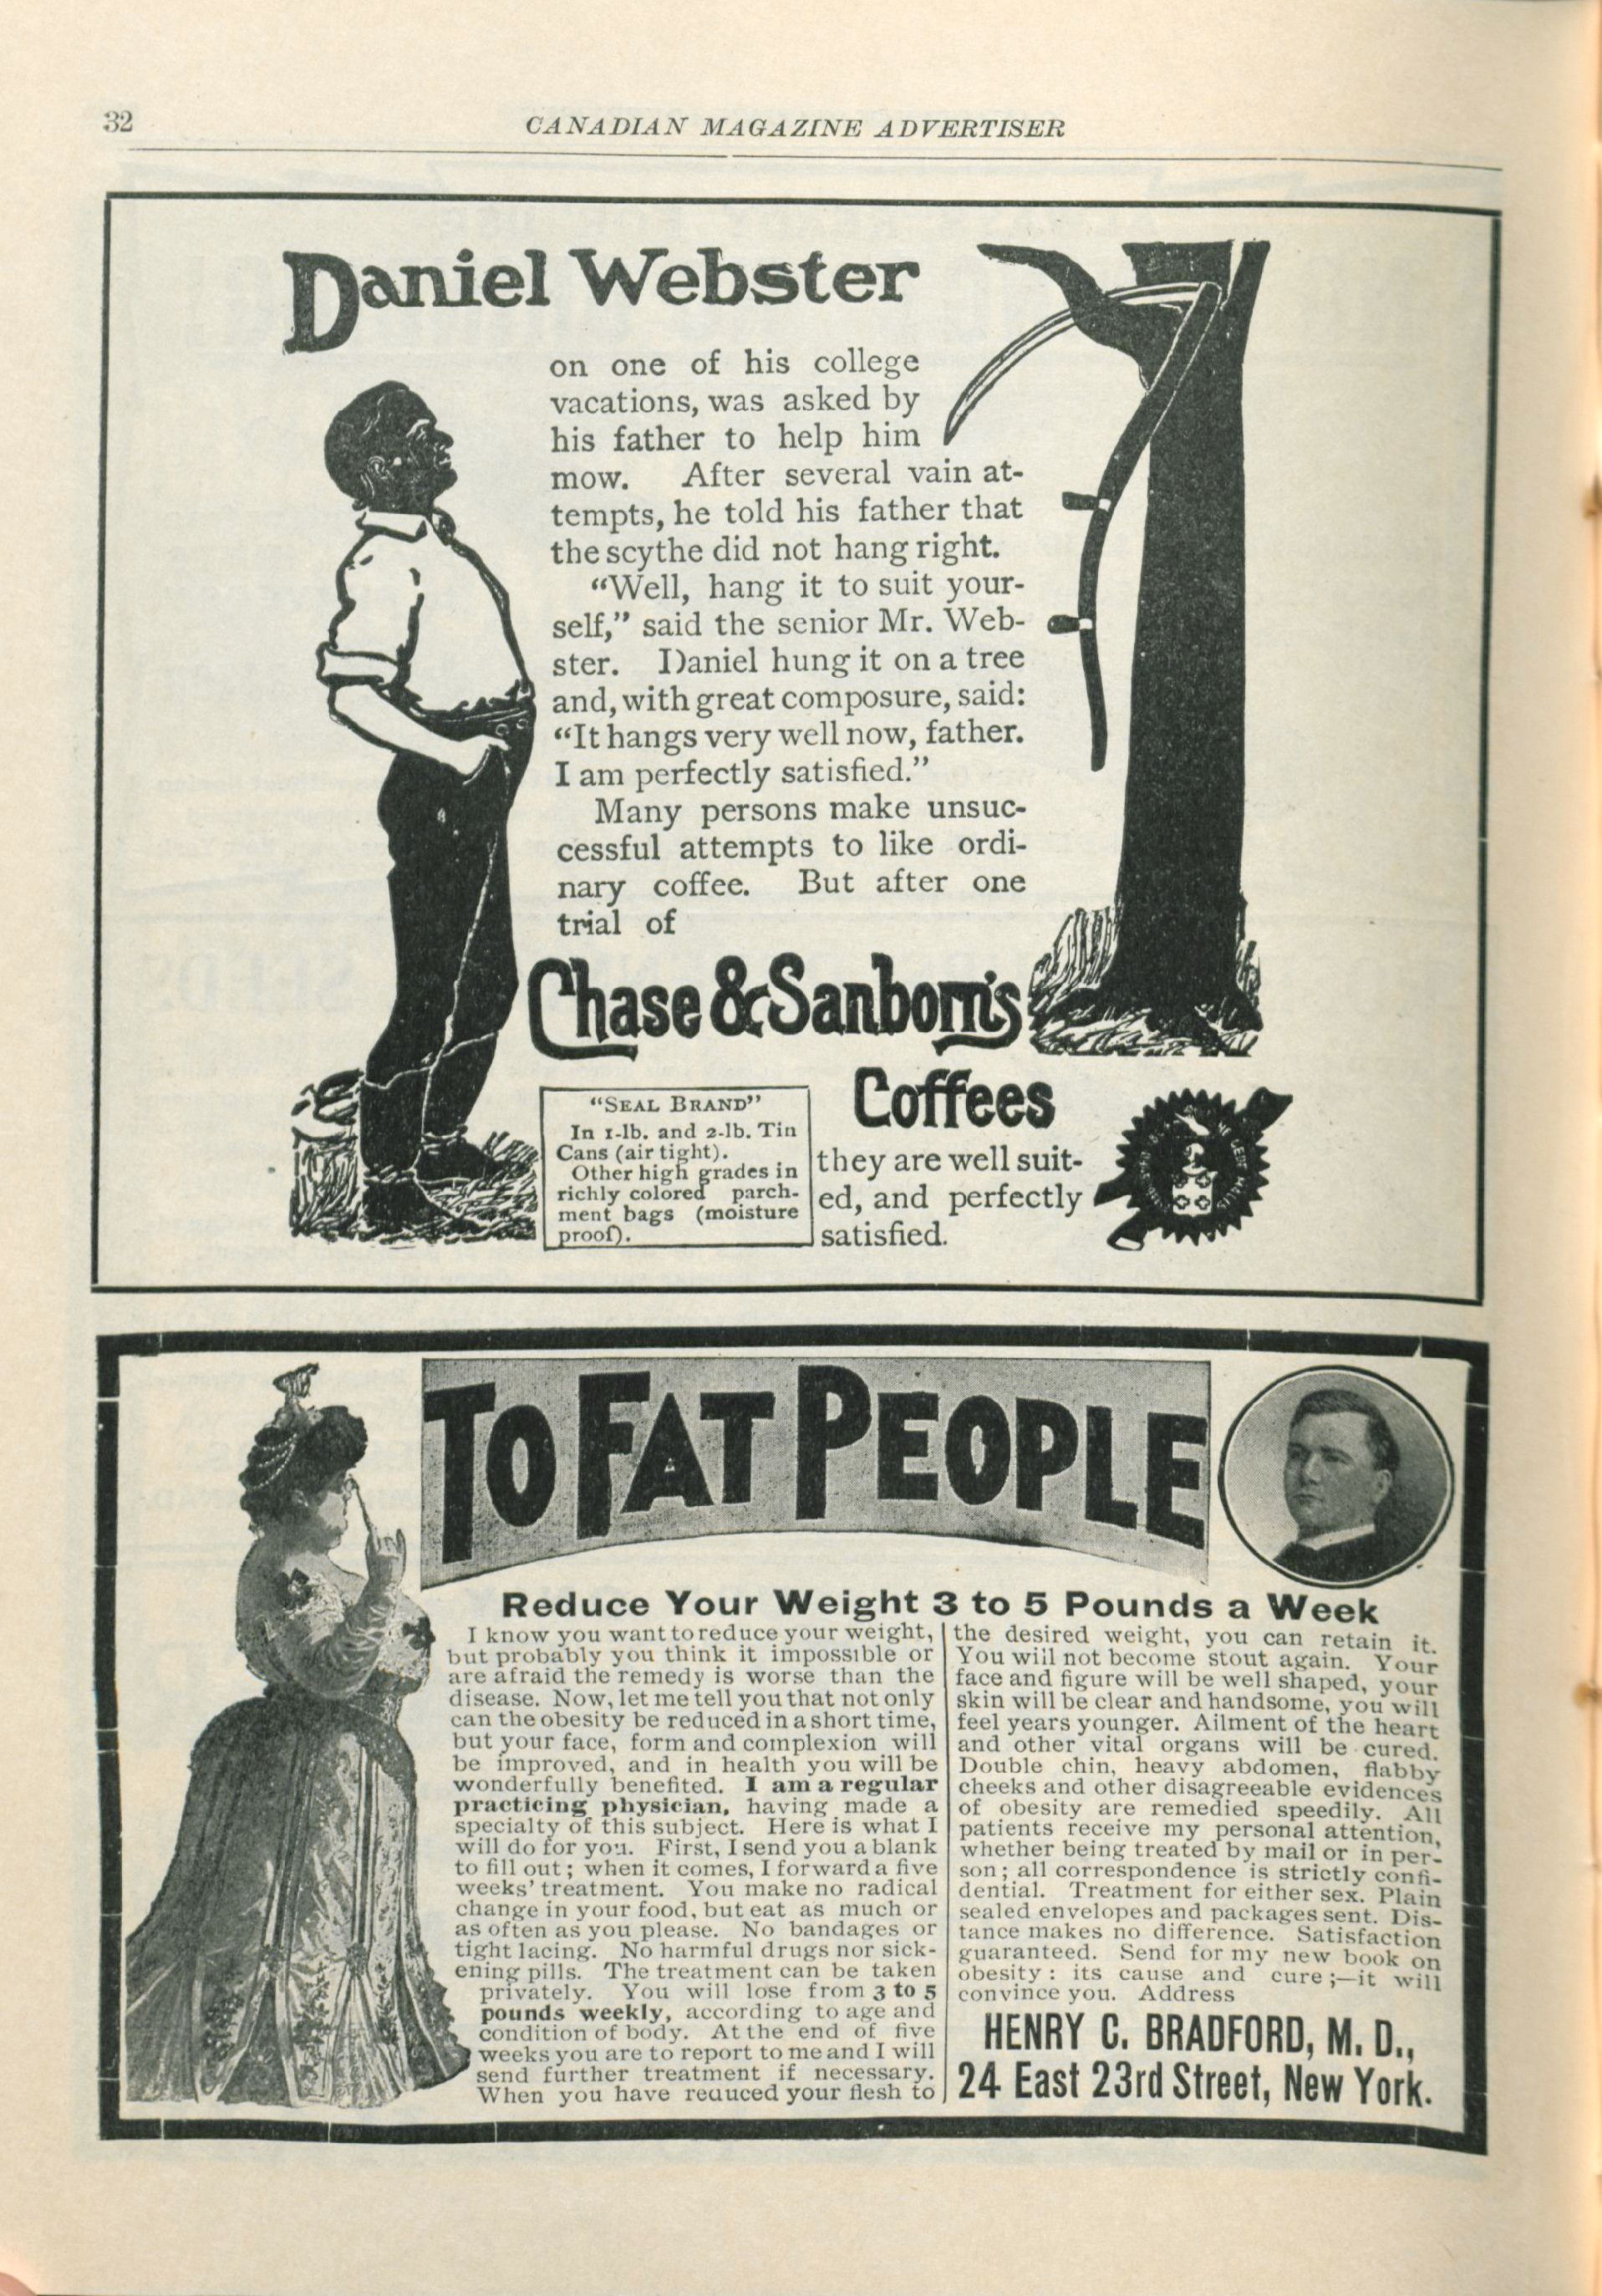 32
CANADIAN MAGAZINE ADVERTISER
Daniel Webster
on one of his college
vacations, was asked by
his father to help him
mow. After several vain at-
tempts, he told his father that
the scythe did not hang right.
“Well, hang it to suit your-
self,” said the senior Mr. Web-
ster. Daniel hung it on a tree
and, with great composure, said:
“It hangs very well now, father.
I am perfectly satisfied.”
Many persons make unsuc-
cessful attempts to like ordi-
nary coffee. But after one
trial of
Chase & Sanborn's
Coffees
they are well suit-
ed, and perfectly
satisfied.
“SEAL BRAND”
In 1-lb. and 2-lb. Tin
Cans (air tight).
Other high grades in
richly colored parch-
ment bags (moisture
proof).
TO FAT PEOPLE
Reduce Your Weight 3 to 5 Pounds a Week
I know you want to reduce your weight,
but probably you think it impossible or
are afraid the remedy is worse than the
disease. Now, let me tell you that not only
can the obesity be reduced in a short time,
but your face, form and complexion will
be improved, and in health you will be
wonderfully benefited. I am a regular
practicing physician, having made a
specialty of this subject. Here is what I
will do for you. First, I send you a blank
to fill out; when it comes, I forward a five
weeks' treatment. You make no radical
change in your food, but eat as much or
as often as you please. No bandages or
tight lacing. No harmful drugs nor sick-
ening pills. The treatment can be taken
privately. You will lose from 3 to 5
pounds weekly, according to age and
condition of body. At the end of five
weeks you are to report to me and I will
send further treatment if necessary.
When you have reduced your flesh to
the desired weight, you can retain it.
You will not become stout again. Your
face and figure will be well shaped, your
skin will be clear and handsome, you will
feel years younger. Ailment of the heart
and other vital organs will be cured.
Double chin, heavy abdomen, flabby
cheeks and other disagreeable evidences
of obesity are remedied speedily. All
patients receive my personal attention,
whether being treated by mail or in per-
son; all correspondence is strictly confi-
dential. Treatment for either sex. Plain
sealed envelopes and packages sent. Dis-
tance makes no difference. Satisfaction
guaranteed. Send for my new book on
obesity: its cause and cure;—it will
convince you. Address
HENRY C. BRADFORD, M. D.,
24 East 23rd Street, New York.